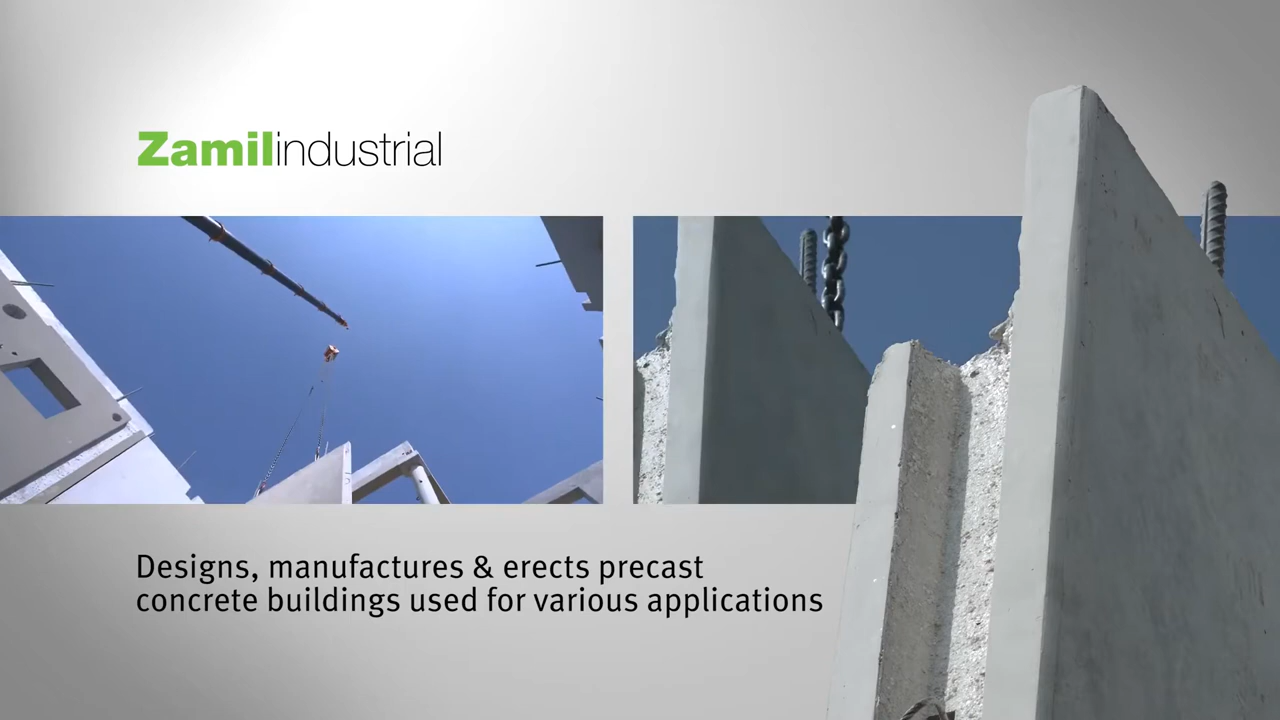 Zamilindustrial
Designs, manufactures & erects precast
concrete buildings used for various applications